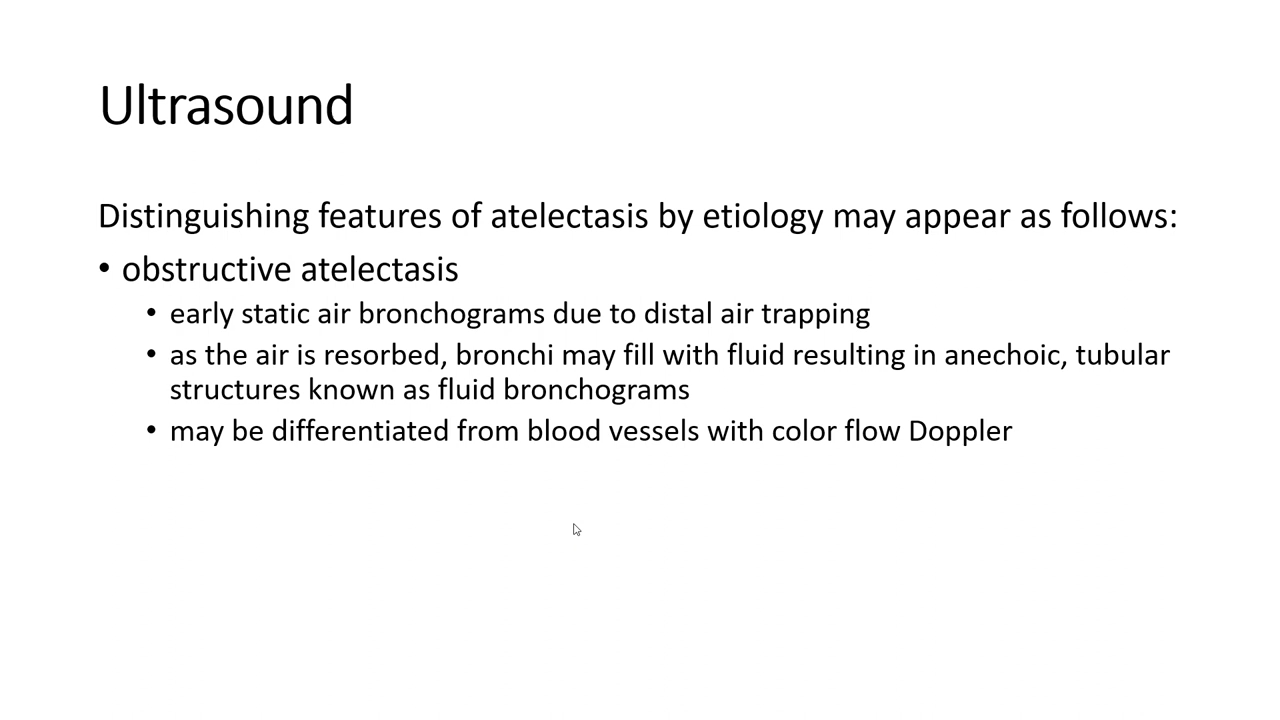 Ultrasound
Distinguishing features of atelectasis by etiology may appear as follows:
• obstructive atelectasis
• early static air bronchograms due to distal air trapping
• as the air is resorbed, bronchi may fill with fluid resulting in anechoic, tubular
structures known as fluid bronchograms
• may be differentiated from blood vessels with color flow Doppler